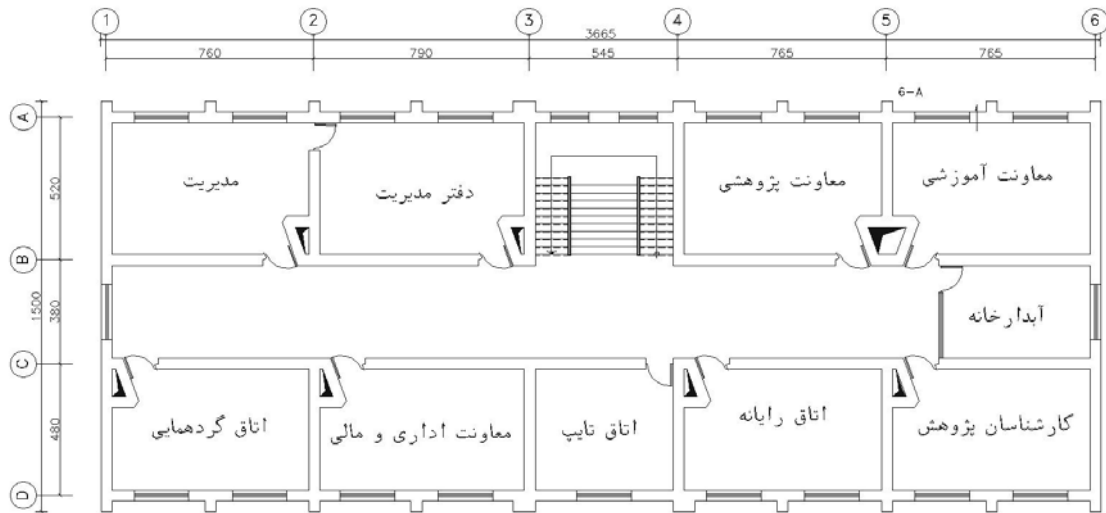 1 2 3 4 5 6
3665
760 790 545 765 765
6-A
A
520
مدیریت
دفتر مدیریت
معاونت پژوهشی
معاونت آموزشی
B
1500
380
آبدارخانه
C
480
اتاق گردهمایی
معاونت اداری و مالی
اتاق تایپ
اتاق رایانه
کارشناسان پژوهش
D